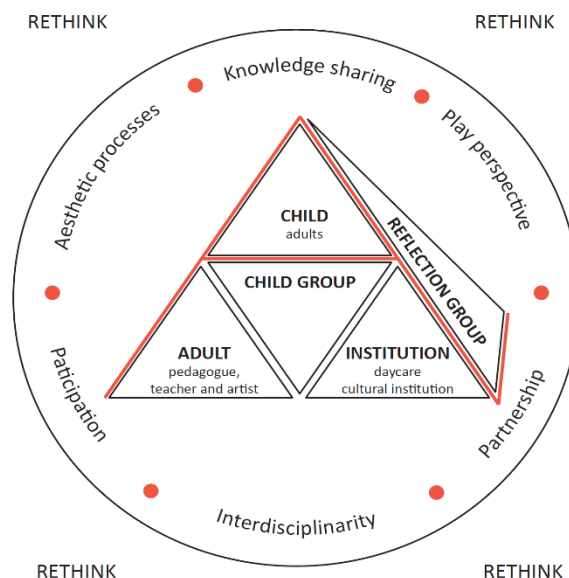 RETHINK
RETHINK
Knowledge sharing
Aesthetic processes
Play perspective
CHILD
adults
REFLECTION GROUP
CHILD GROUP
ADULT
pedagogue,
teacher and artist
INSTITUTION
daycare
cultural institution
Paticipation
Partnership
Interdisciplinarity
RETHINK
RETHINK